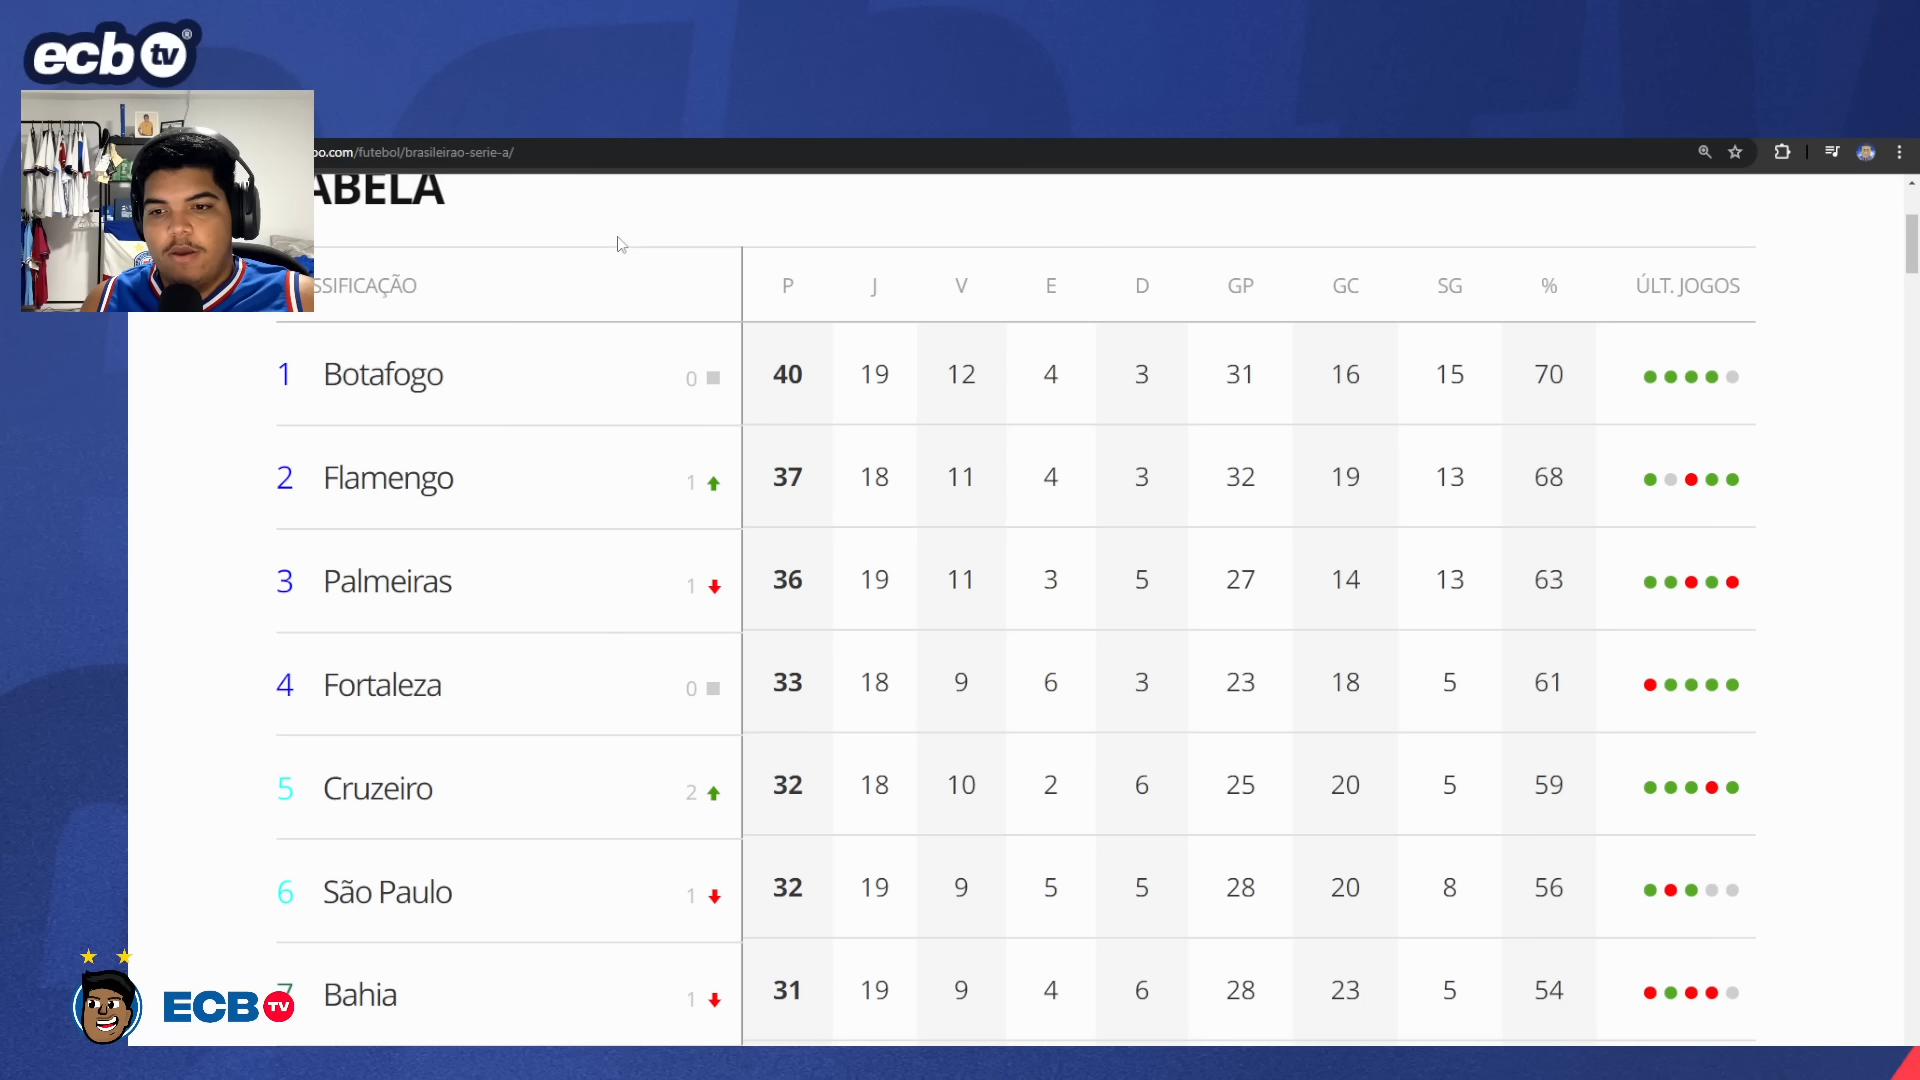 ecb tv ®
oo.com/futebol/brasileirao-serie-a/
ABELA
SSIFICAÇÃO P J V E D GP GC SG % ÚLT. JOGOS
1 Botafogo 0 40 19 12 4 3 31 16 15 70
2 Flamengo 1 37 18 11 4 3 32 19 13 68
3 Palmeiras 1 36 19 11 3 5 27 14 13 63
4 Fortaleza 0 33 18 9 6 3 23 18 5 61
5 Cruzeiro 2 32 18 10 2 6 25 20 5 59
6 São Paulo 1 32 19 9 5 5 28 20 8 56
7 Bahia 1 31 19 9 4 6 28 23 5 54
ECB TV